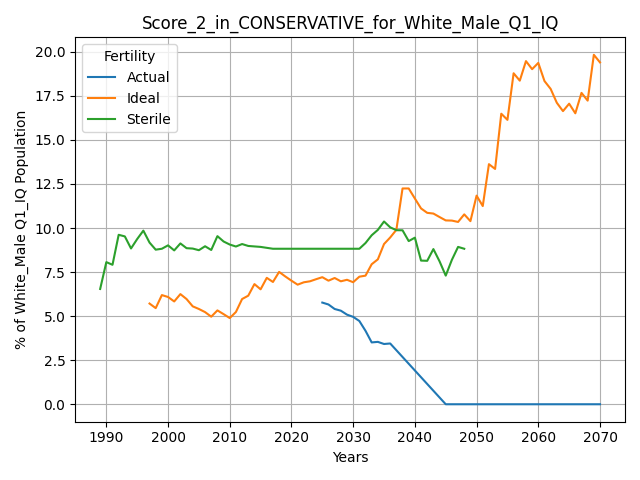 Score_2_in_CONSERVATIVE_for_White_Male_Q1_IQ
Fertility
Actual
Ideal
Sterile
% of White_Male Q1_IQ Population
20.0
17.5
15.0
12.5
10.0
7.5
5.0
2.5
0.0
1990 2000 2010 2020 2030 2040 2050 2060 2070
Years